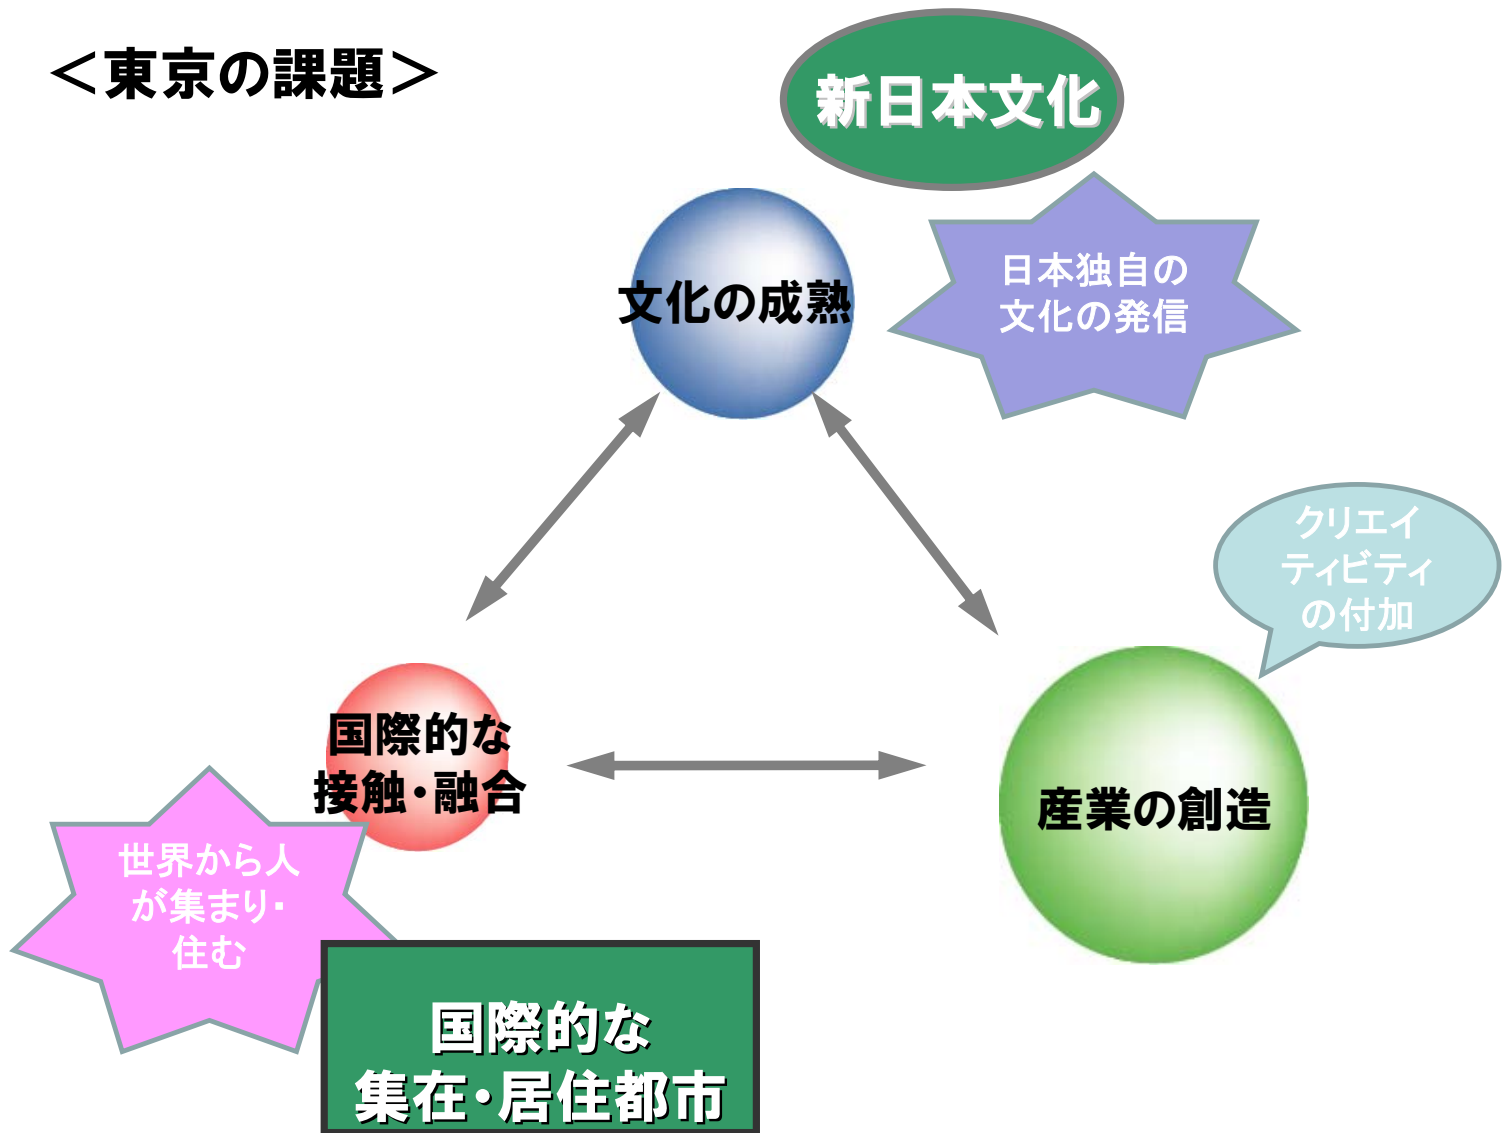 ＜東京の課題＞
新日本文化
文化の成熟
日本独自の
文化の発信
クリエイ
ティビティ
の付加
国際的な
接触・融合
産業の創造
世界から人
が集まり・
住む
国際的な
集在・居住都市